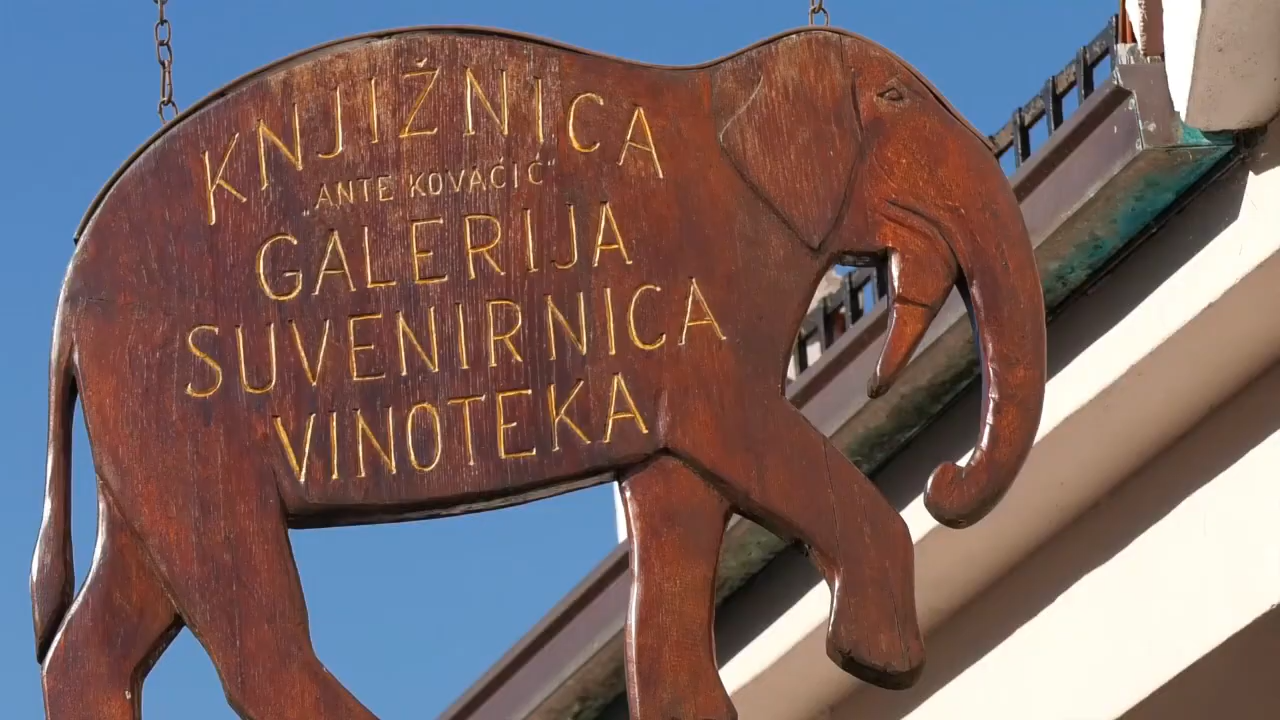 KNJIŽNICA
„ANTE KOVAČIĆ“
GALERIJA
SUVENIRNICA
VINOTEKA